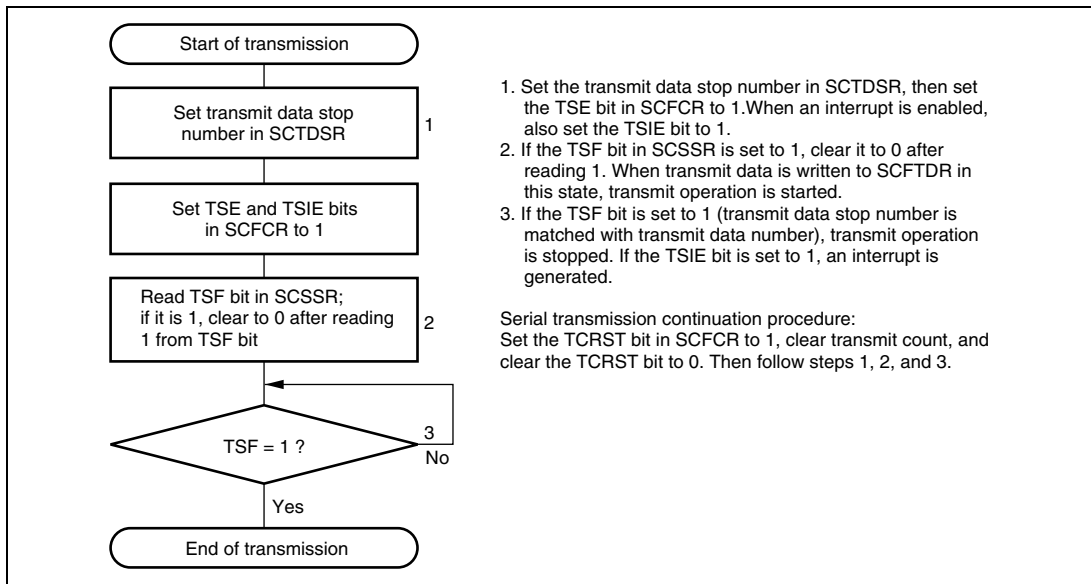 Start of transmission
Set transmit data stop
number in SCTDSR
1
Set TSE and TSIE bits
in SCFCR to 1
Read TSF bit in SCSSR;
if it is 1, clear to 0 after reading
1 from TSF bit
2
TSF = 1 ?
3
No
Yes
End of transmission
1. Set the transmit data stop number in SCTDSR, then set
the TSE bit in SCFCR to 1.When an interrupt is enabled,
also set the TSIE bit to 1.
2. If the TSF bit in SCSSR is set to 1, clear it to 0 after
reading 1. When transmit data is written to SCFTDR in
this state, transmit operation is started.
3. If the TSF bit is set to 1 (transmit data stop number is
matched with transmit data number), transmit operation
is stopped. If the TSIE bit is set to 1, an interrupt is
generated.
Serial transmission continuation procedure:
Set the TCRST bit in SCFCR to 1, clear transmit count, and
clear the TCRST bit to 0. Then follow steps 1, 2, and 3.